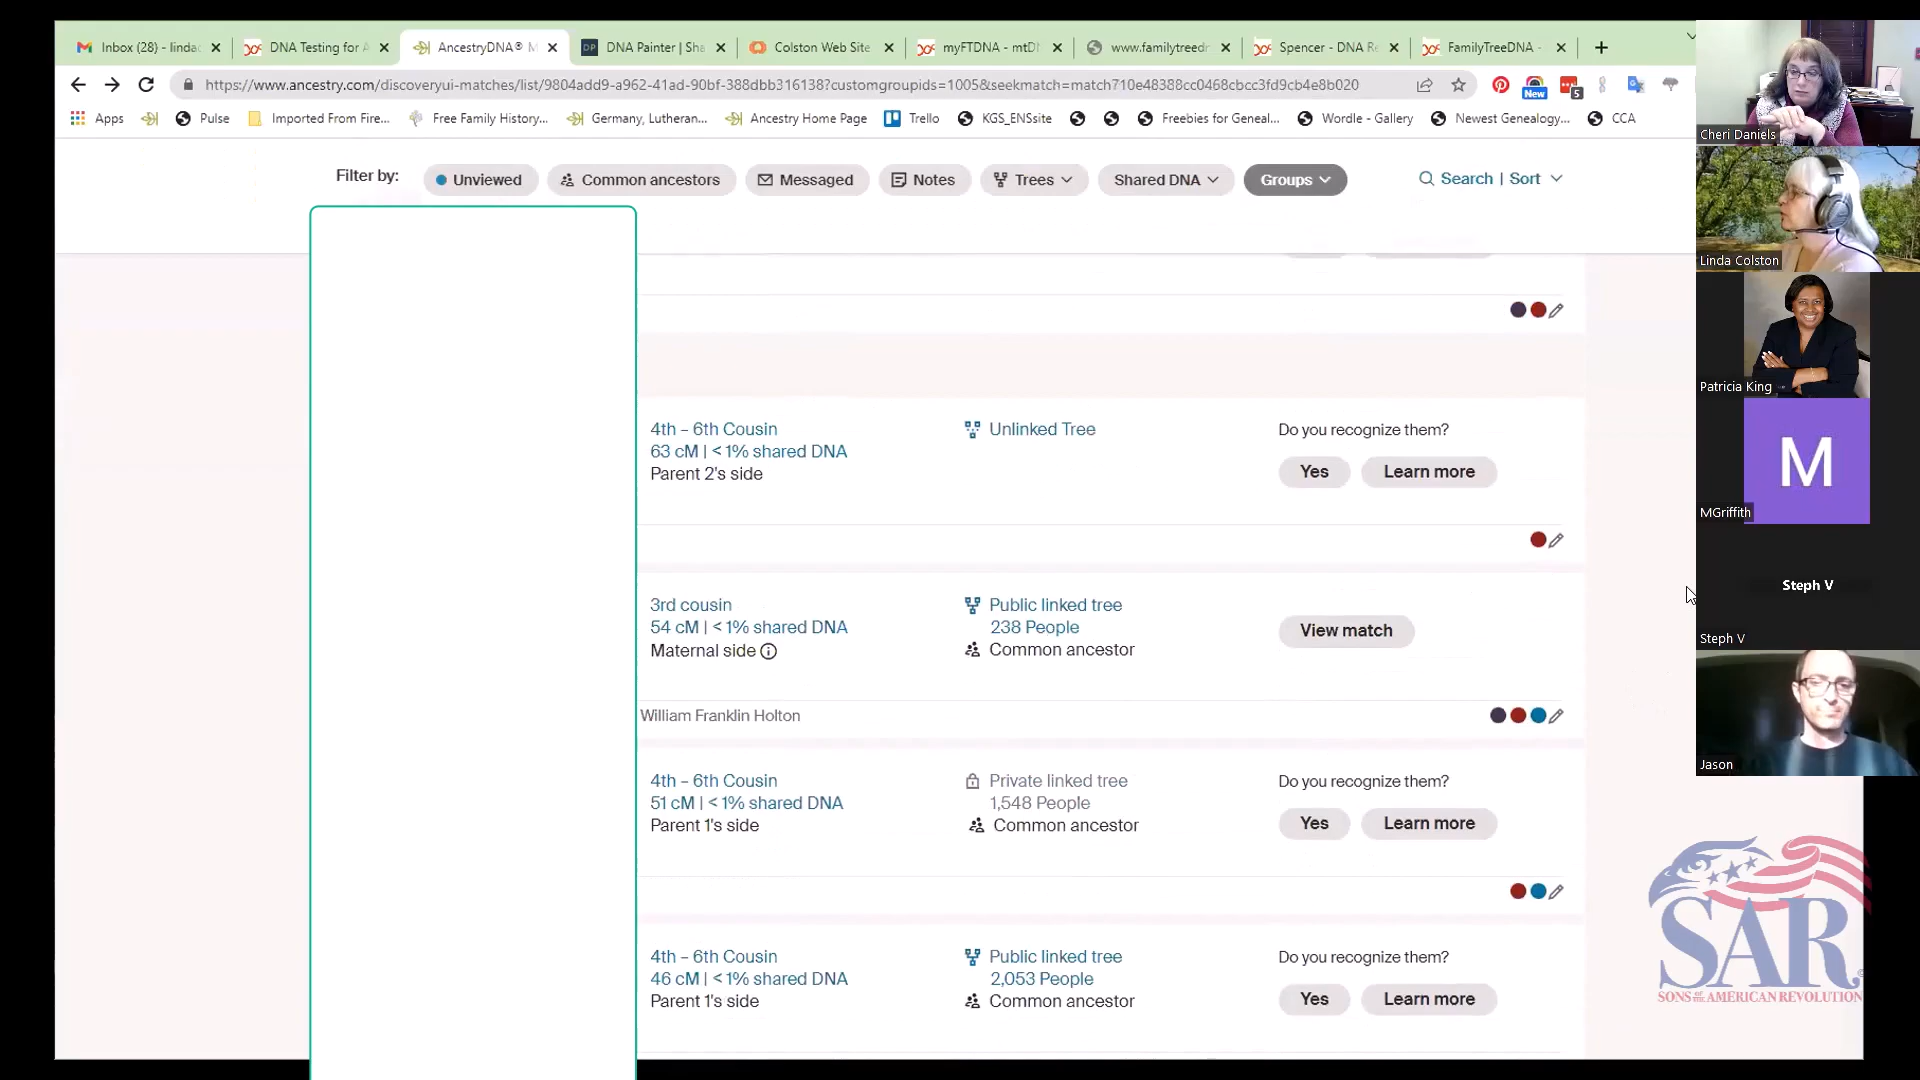 Inbox (28) - linda
DNA Testing for A
AncestryDNA® M
DNA Painter | Sha
Colston Web Site
myFTDNA - mtD
www.familytreed
Spencer - DNA Re
FamilyTreeDNA -
https://www.ancestry.com/discoveryui-matches/list/9804add9-a962-41ad-90bf-388dbb316138?customgroupids=1005&seekmatch=match710e48388cc0468cbcc3fd9cb4e8b020
New
5
Apps
Pulse
Imported From Fire...
Free Family History...
Germany, Lutheran...
Ancestry Home Page
Trello
KGS_ENSsite
Freebies for Geneal...
Wordle - Gallery
Newest Genealogy...
CCA
Filter by:
Unviewed
Common ancestors
Messaged
Notes
Trees
Shared DNA
Groups
Search | Sort
4th – 6th Cousin
63 cM | < 1% shared DNA
Parent 2's side
Unlinked Tree
Do you recognize them?
Yes
Learn more
3rd cousin
54 cM | < 1% shared DNA
Maternal side
Public linked tree
238 People
Common ancestor
View match
William Franklin Holton
4th – 6th Cousin
51 cM | < 1% shared DNA
Parent 1's side
Private linked tree
1,548 People
Common ancestor
Do you recognize them?
Yes
Learn more
4th – 6th Cousin
46 cM | < 1% shared DNA
Parent 1's side
Public linked tree
2,053 People
Common ancestor
Do you recognize them?
Yes
Learn more
Cheri Daniels
Linda Colston
Patricia King
M
MGriffith
Steph V
Steph V
Jason
SAR
SONS OF THE AMERICAN REVOLUTION